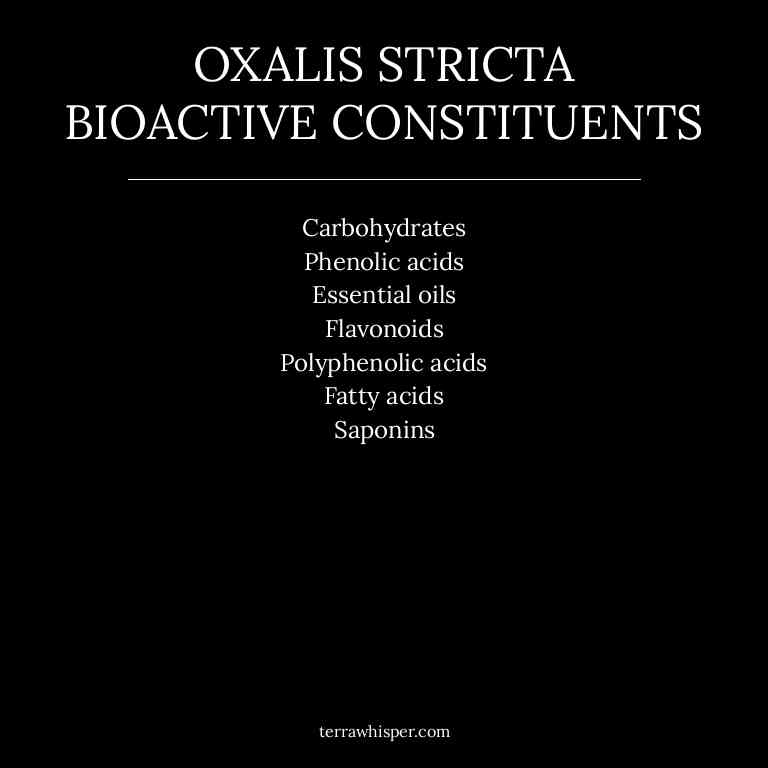 OXALIS STRICTA
BIOACTIVE CONSTITUENTS
Carbohydrates
Phenolic acids
Essential oils
Flavonoids
Polyphenolic acids
Fatty acids
Saponins
terrawhisper.com